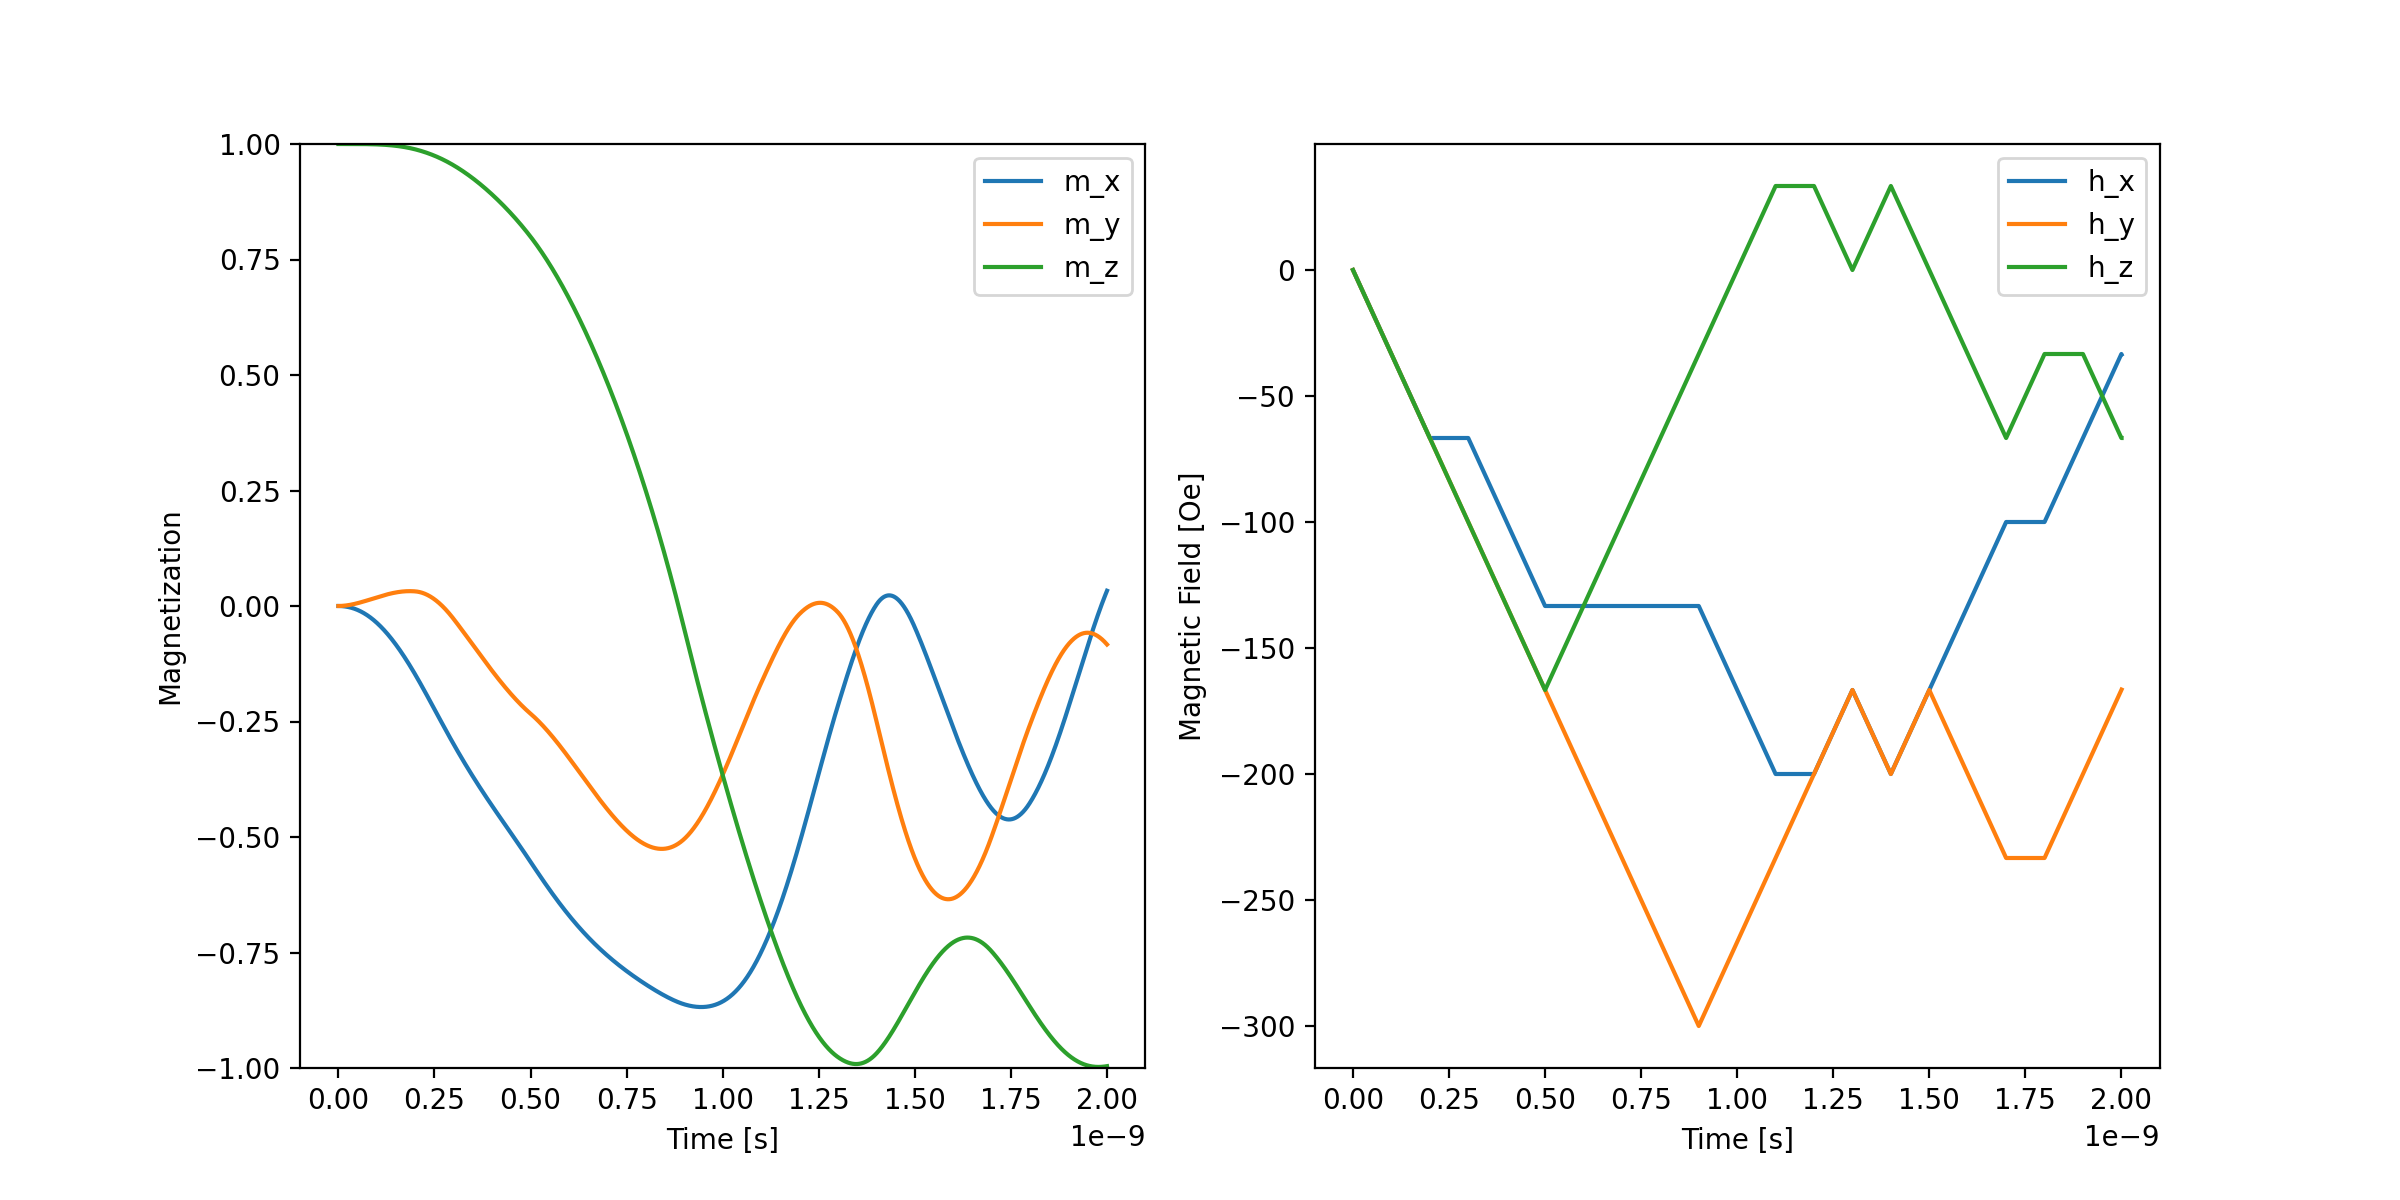 1.00
0.75
0.50
0.25
0.00
−0.25
−0.50
−0.75
−1.00
Magnetization
m_x
m_y
m_z
0.00 0.25 0.50 0.75 1.00 1.25 1.50 1.75 2.00
Time [s]
1e−9
0
−50
−100
−150
−200
−250
−300
Magnetic Field [Oe]
h_x
h_y
h_z
0.00 0.25 0.50 0.75 1.00 1.25 1.50 1.75 2.00
Time [s]
1e−9